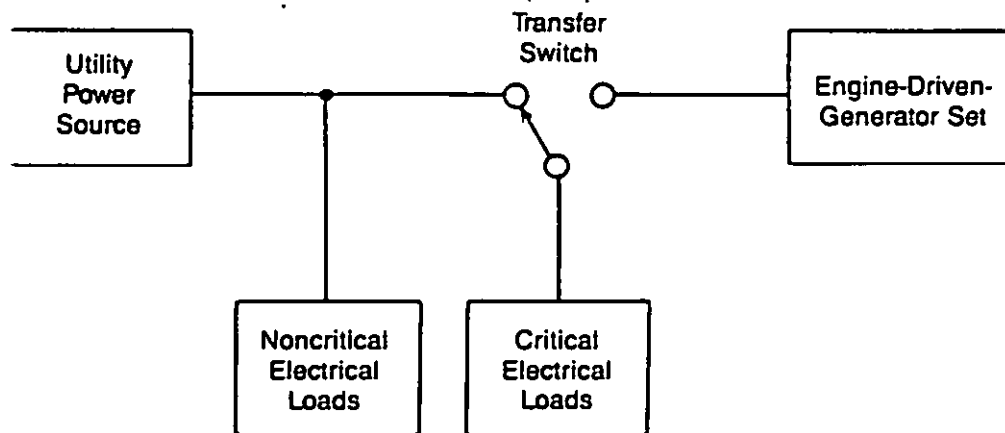 Transfer
Switch
Utility
Power
Source
Engine-Driven-
Generator Set
Noncritical
Electrical
Loads
Critical
Electrical
Loads